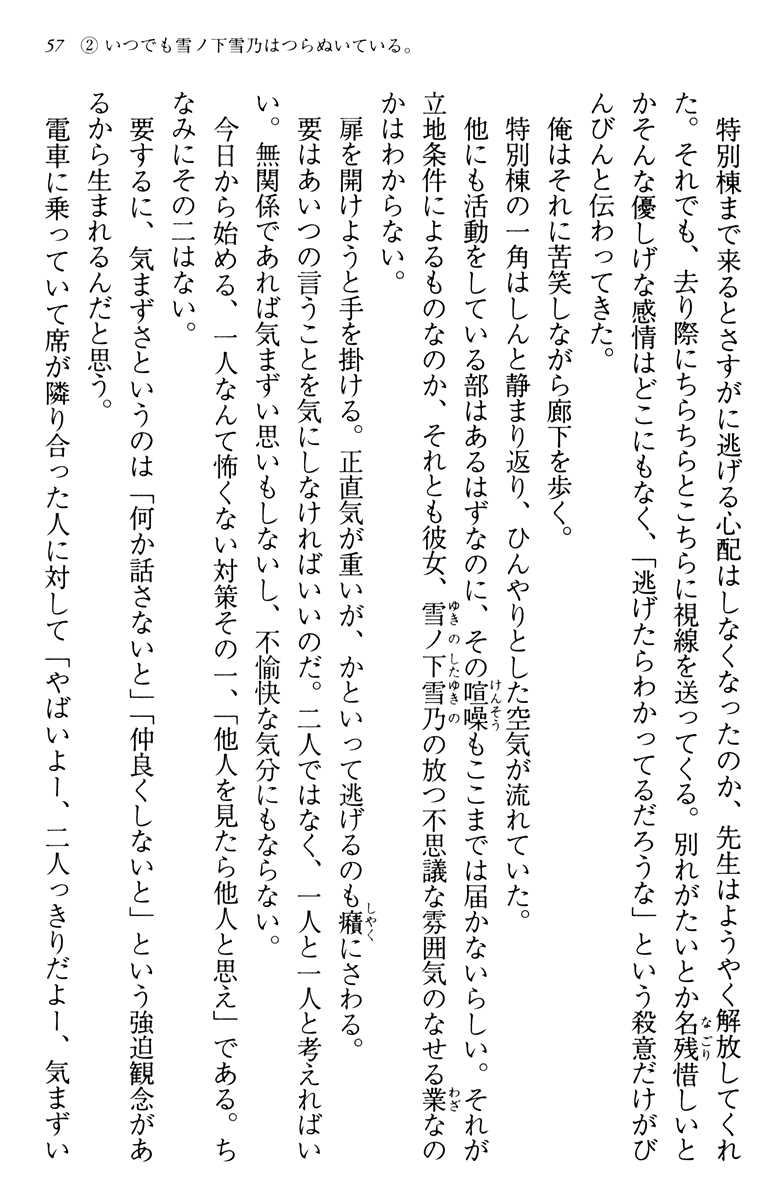 57　② いつでも雪ノ下雪乃はつらぬいている。
　特別棟まで来るとさすがに逃げる心配はしなくなったのか、先生はようやく解放してくれ
た。それでも、去り際にちらちらとこちらに視線を送ってくる。別れがたいとか名残惜しいと
かそんな優しげな感情はどこにもなく、「逃げたらわかってるだろうな」という殺意だけがび
んびんと伝わってきた。
　俺はそれに苦笑しながら廊下を歩く。
　特別棟の一角はしんと静まり返り、ひんやりとした空気が流れていた。
　他にも活動をしている部はあるはずなのに、その喧噪もここまでは届かないらしい。それが
立地条件によるものなのか、それとも彼女、雪ノ下雪乃の放つ不思議な雰囲気のなせる業なの
かはわからない。
　扉を開けようと手を掛ける。正直気が重いが、かといって逃げるのも癪にさわる。
　要はあいつの言うことを気にしなければいいのだ。二人ではなく、一人と一人と考えればい
い。無関係であれば気まずい思いもしないし、不愉快な気分にもならない。
　今日から始める、一人なんて怖くない対策その一、「他人を見たら他人と思え」である。ち
なみにその二はない。
　要するに、気まずさというのは「何か話さないと」「仲良くしないと」という強迫観念があ
るから生まれるんだと思う。
　電車に乗っていて席が隣り合った人に対して「やばいよー、二人っきりだよー、気まずい